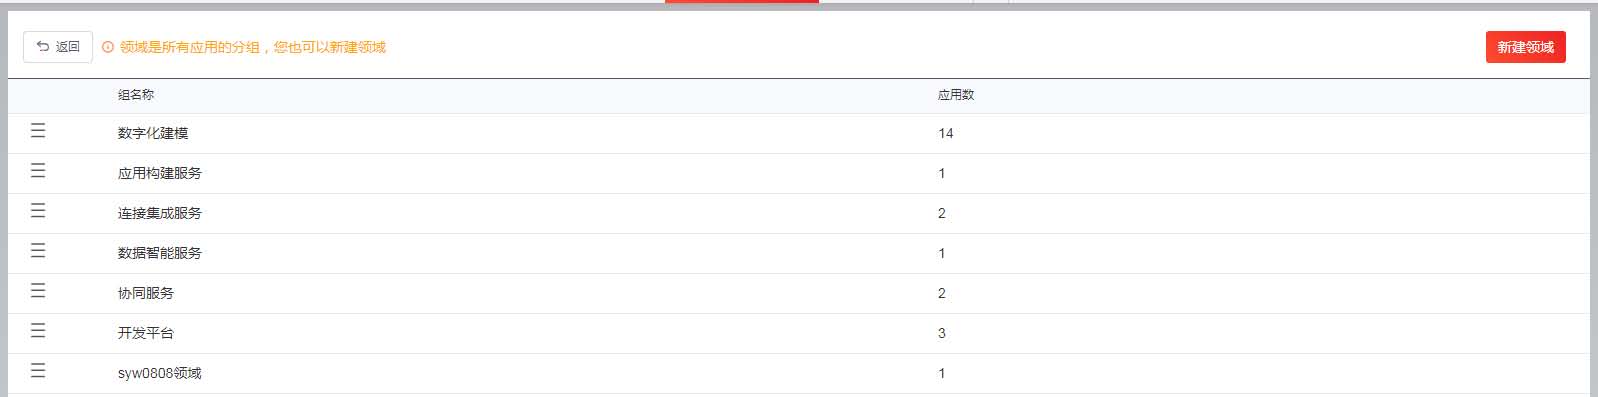 返回 领域是所有应用的分组，您也可以新建领域 新建领域
组名称 应用数
数字化建模 14
应用构建服务 1
连接集成服务 2
数据智能服务 1
协同服务 2
开发平台 3
syw0808领域 1